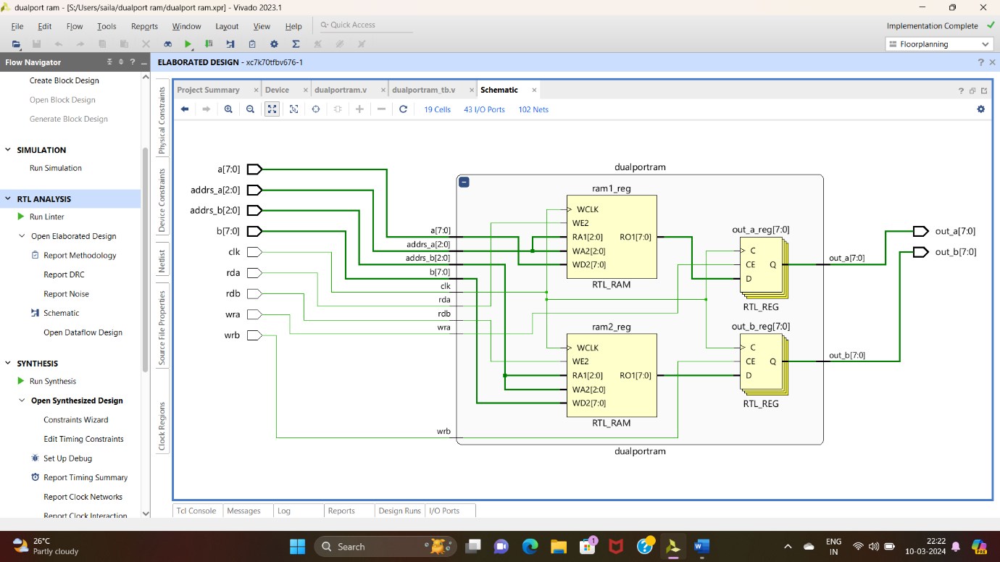 dualport ram - [S:/Users/saila/dualport ram/dualport ram.xpr] - Vivado 2023.1
File Edit Flow Tools Reports Window Layout View Help Quick Access
Implementation Complete
Floorplanning
Flow Navigator
ELABORATED DESIGN - xc7k70tfbv676-1
Create Block Design
Open Block Design
Generate Block Design
SIMULATION
Run Simulation
RTL ANALYSIS
Run Linter
Open Elaborated Design
Report Methodology
Report DRC
Report Noise
Schematic
Open Dataflow Design
SYNTHESIS
Run Synthesis
Open Synthesized Design
Constraints Wizard
Edit Timing Constraints
Set Up Debug
Report Timing Summary
Report Clock Networks
Report Clock Interaction
Physical Constraints
Device Constraints
Netlist
Source File Properties
Clock Regions
Project Summary Device dualportram.v dualportram_tb.v Schematic
19 Cells 43 I/O Ports 102 Nets
a[7:0]
addrs_a[2:0]
addrs_b[2:0]
b[7:0]
clk
rda
rdb
wra
wrb
dualportram
a[7:0]
addrs_a[2:0]
addrs_b[2:0]
b[7:0]
clk
rda
rdb
wra
wrb
ram1_reg
WCLK
WE2
RA1[2:0] RO1[7:0]
WA2[2:0]
WD2[7:0]
RTL_RAM
ram2_reg
WCLK
WE2
RA1[2:0] RO1[7:0]
WA2[2:0]
WD2[7:0]
RTL_RAM
out_a_reg[7:0]
C
CE Q
D
RTL_REG
out_b_reg[7:0]
C
CE Q
D
RTL_REG
out_a[7:0]
out_b[7:0]
out_a[7:0]
out_b[7:0]
dualportram
Tcl Console Messages Log Reports Design Runs I/O Ports
26°C
Partly cloudy
Search
1
ENG
IN
22:22
10-03-2024
PRE